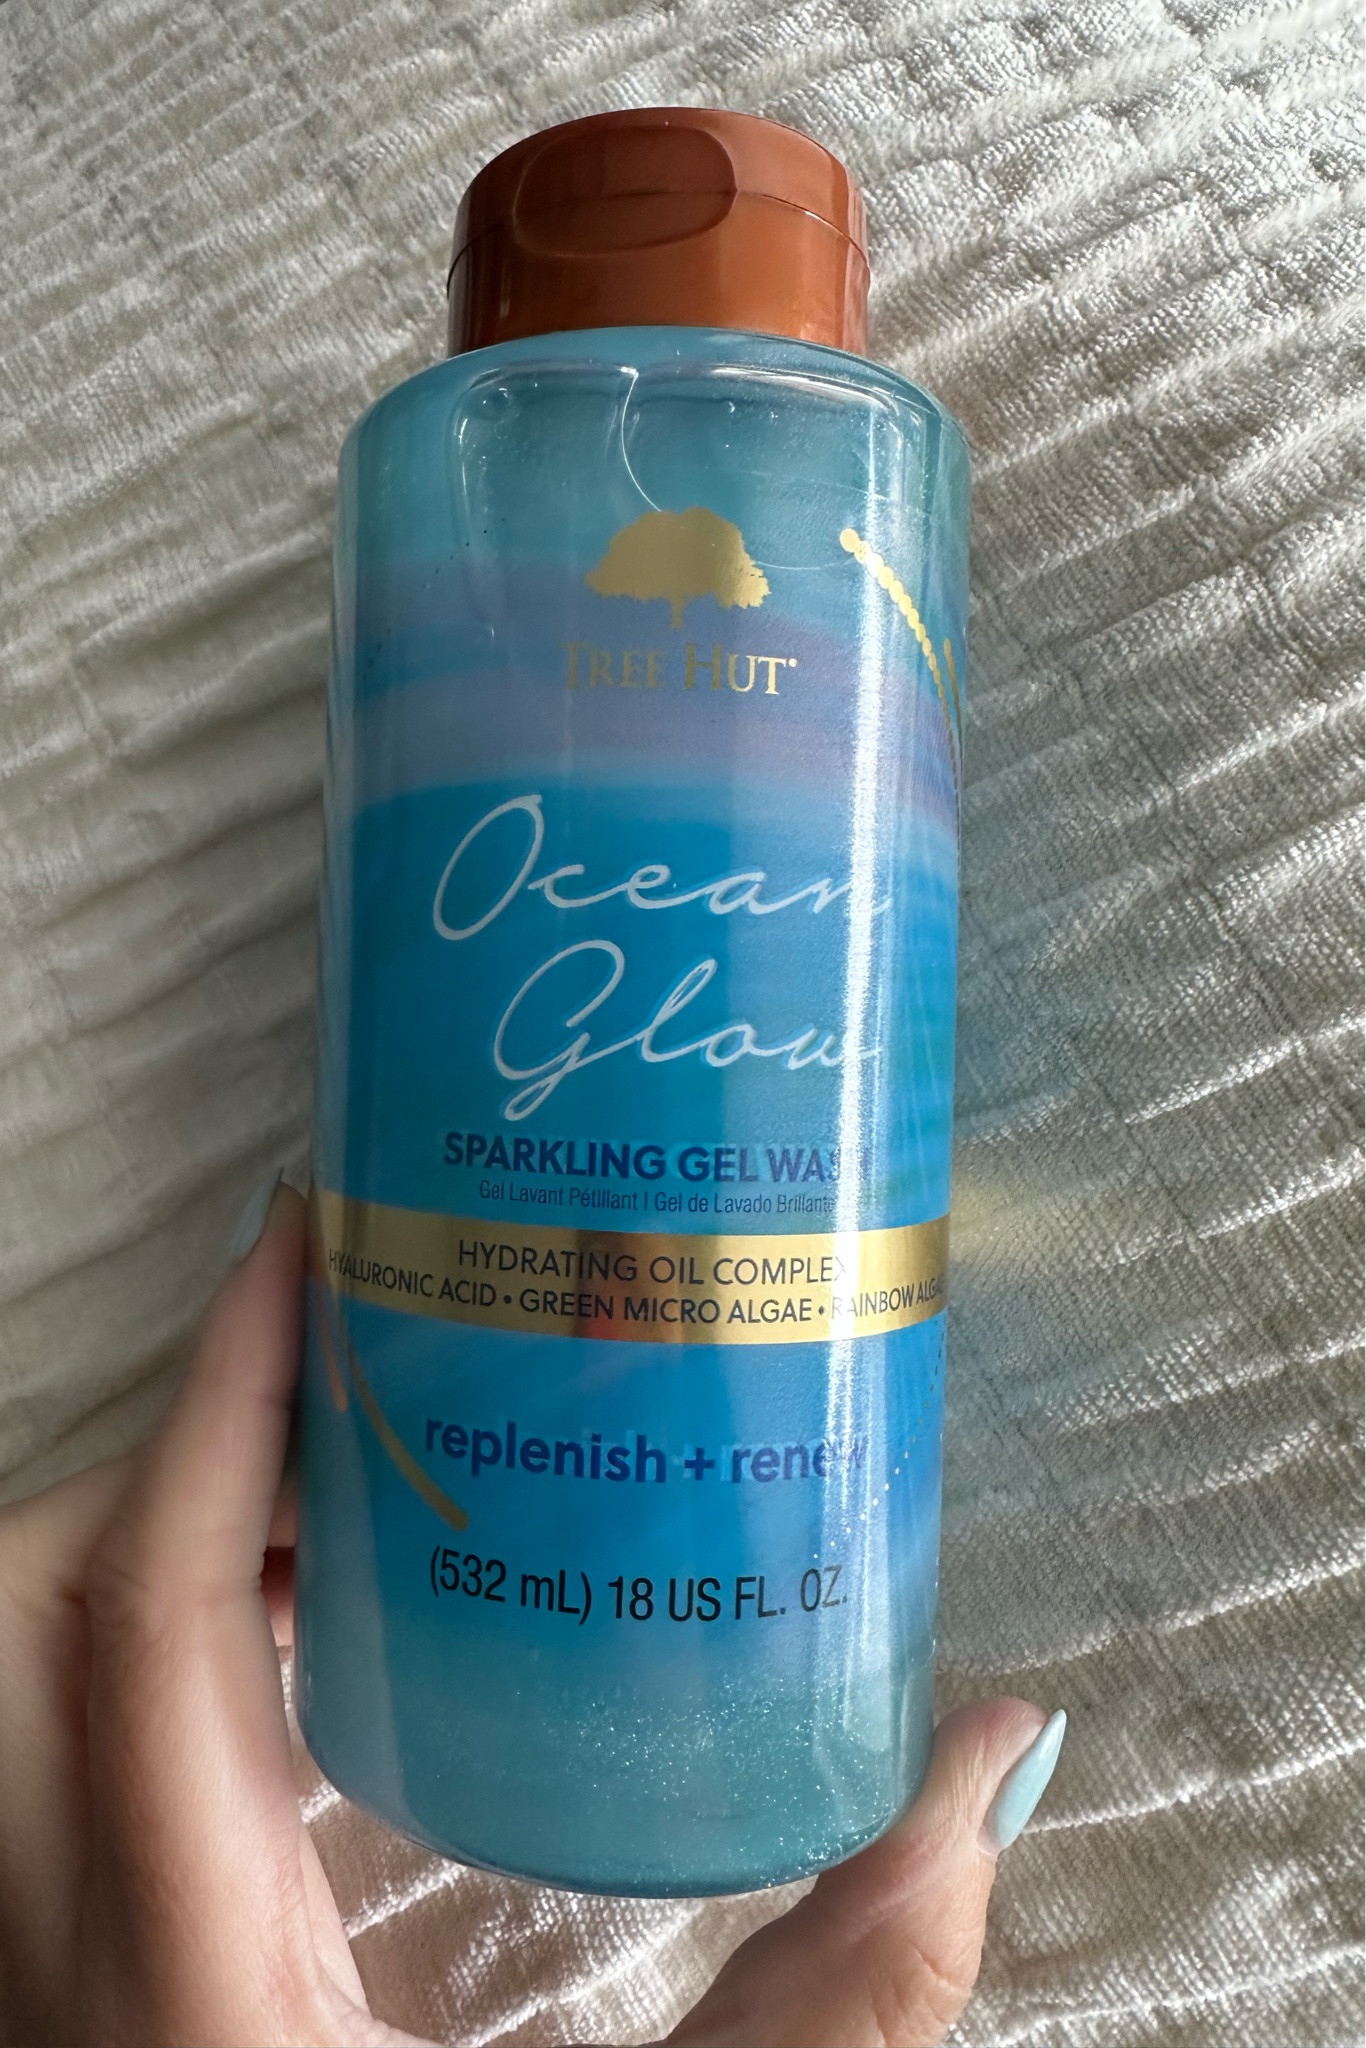 TREE HUT
Ocean
Glow
SPARKLING GEL WASH
Gel Lavant Pétillant | Gel de Lavado Brillante
HYDRATING OIL COMPLEX
HYALURONIC ACID • GREEN MICRO ALGAE • RAINBOW ALGAE
replenish + renew
(532 mL) 18 US FL. OZ.